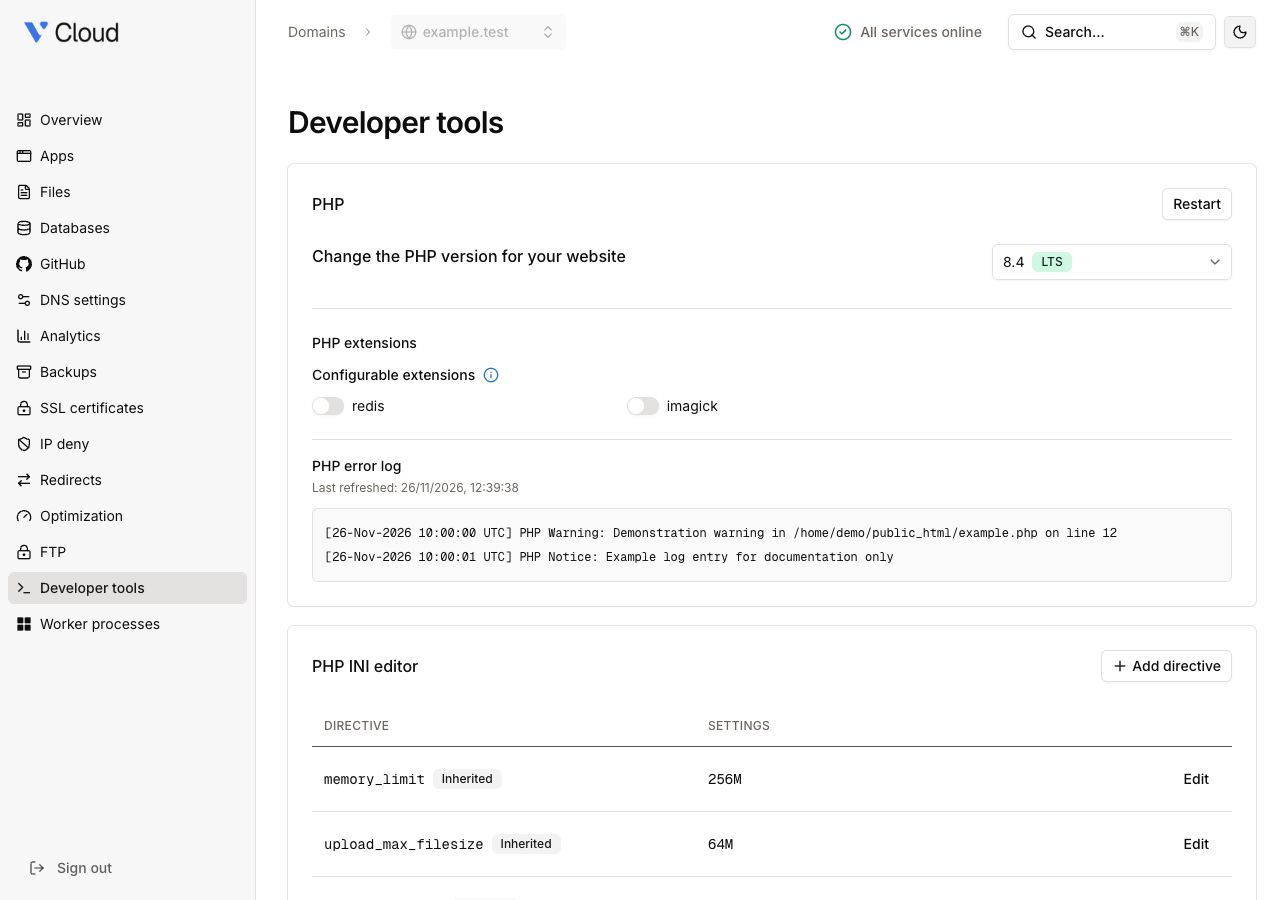 Cloud
Domains
example.test
All services online
Search...
⌘K
Overview
Apps
Files
Databases
GitHub
DNS settings
Analytics
Backups
SSL certificates
IP deny
Redirects
Optimization
FTP
Developer tools
Worker processes
Sign out
Developer tools
PHP
Restart
Change the PHP version for your website
8.4 LTS
PHP extensions
Configurable extensions
redis
imagick
PHP error log
Last refreshed: 26/11/2026, 12:39:38
[26-Nov-2026 10:00:00 UTC] PHP Warning: Demonstration warning in /home/demo/public_html/example.php on line 12
[26-Nov-2026 10:00:01 UTC] PHP Notice: Example log entry for documentation only
PHP INI editor
Add directive
DIRECTIVE SETTINGS
memory_limit Inherited 256M Edit
upload_max_filesize Inherited 64M Edit